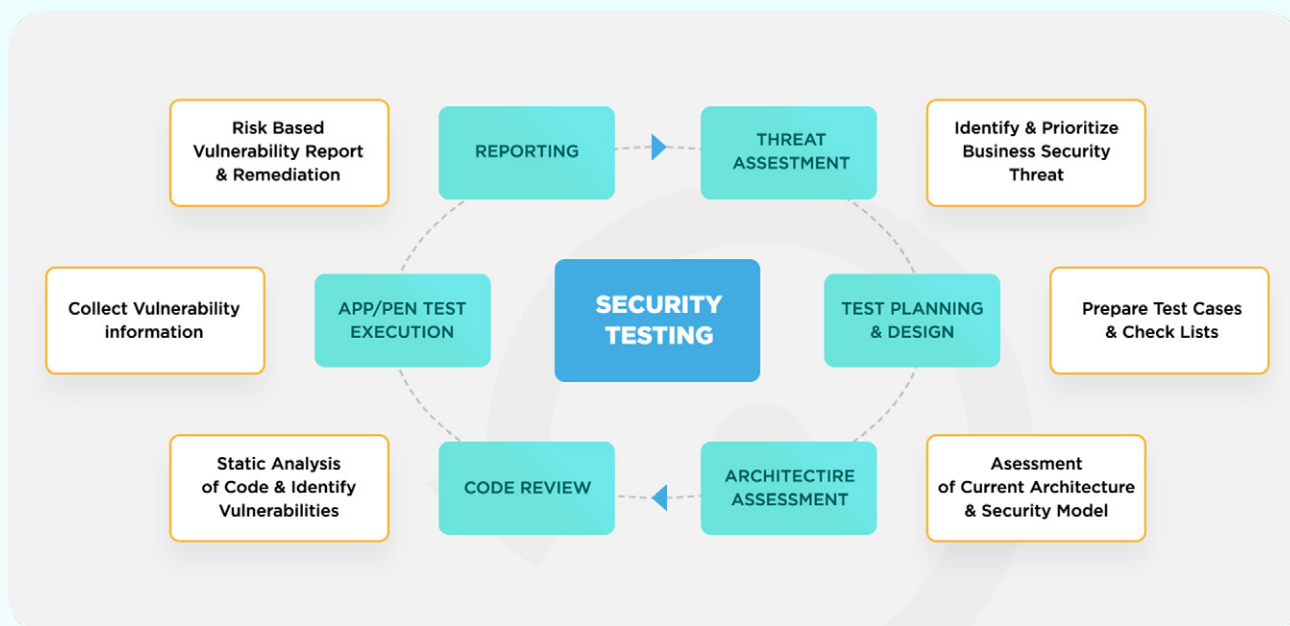 Risk Based
Vulnerability Report
& Remediation
REPORTING
THREAT
ASSESTMENT
Identify & Prioritize
Business Security
Threat
Collect Vulnerability
information
APP/PEN TEST
EXECUTION
SECURITY
TESTING
TEST PLANNING
& DESIGN
Prepare Test Cases
& Check Lists
Static Analysis
of Code & Identify
Vulnerabilities
CODE REVIEW
ARCHITECTIRE
ASSESSMENT
Asessment
of Current Architecture
& Security Model